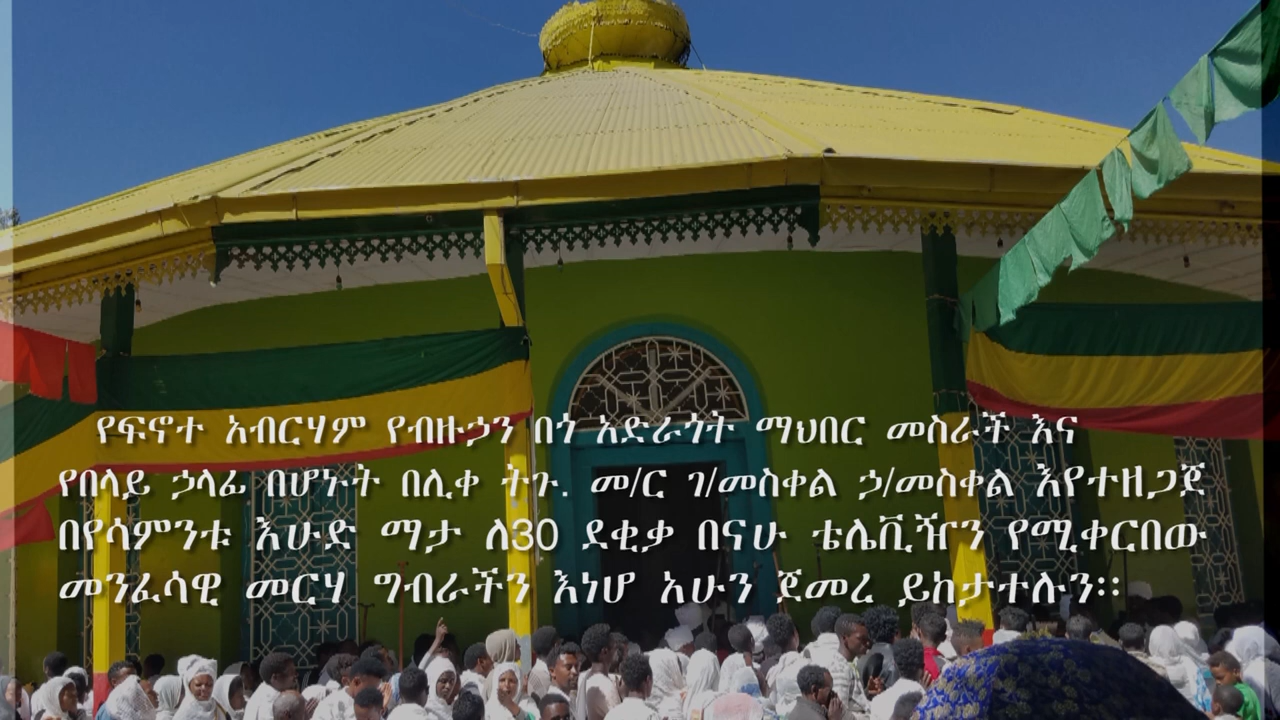 የፍኖተ አብርሃም የብዙኃን በጎ አድራጎት ማህበር መስራች እና
የበላይ ኃላፊ በሆኑት በሊቀ ትጉ. መ/ር ገ/መስቀል ኃ/መስቀል እየተዘጋጀ
በየሳምንቱ እሁድ ማታ ለ30 ደቂቃ በናሁ ቴሌቪዥን የሚቀርበው
መንፈሳዊ መርሃ ግብራችን እነሆ አሁን ጀመረ ይከታተሉን፡፡